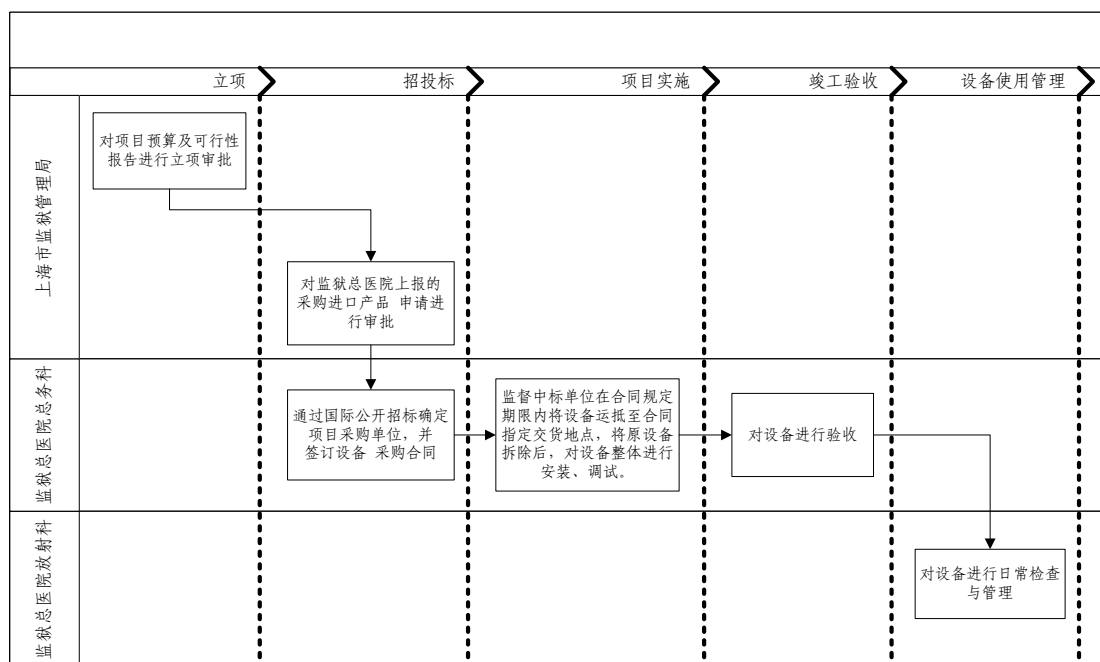 立项
招投标
项目实施
竣工验收
设备使用管理
上海市监狱管理局
对项目预算及可行性
报告进行立项审批
对监狱总医院上报的
采购进口产品 申请进
行审批
监狱总医院总务科
通过国际公开招标确定
项目采购单位，并
签订设备 采购合同
监督中标单位在合同规定
期限内将设备运抵至合同
指定交货地点，将原设备
拆除后，对设备整体进行
安装、调试。
对设备进行验收
监狱总医院放射科
对设备进行日常检查
与管理